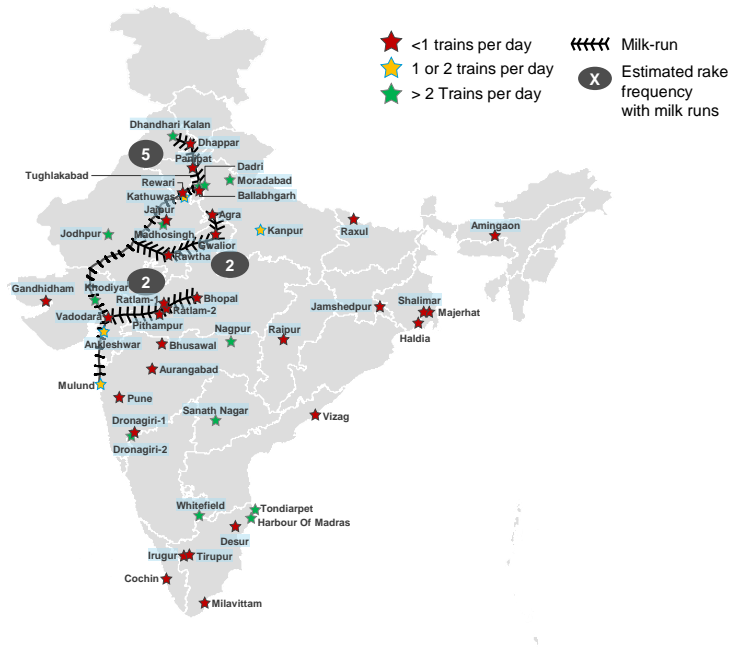 <1 trains per day
Milk-run
1 or 2 trains per day
X
Estimated rake
frequency
with milk runs
> 2 Trains per day
Dhandhari Kalan
Dhappar
5
Panipat
Tughlakabad
Dadri
Rewari
Moradabad
Kathuwas
Ballabhgarh
Jaipur
Agra
Jodhpur
Madhosingh
Kanpur
Raxul
Amingaon
Gwalior
Rawtha
2
2
Gandhidham
Khodiyar
Ratlam-1
Bhopal
Jamshedpur
Shalimar
Vadodara
Ratlam-2
Majerhat
Pithampur
Haldia
Ankleshwar
Bhusawal
Nagpur
Raipur
Aurangabad
Mulund
Pune
Dronagiri-1
Sanath Nagar
Vizag
Dronagiri-2
Whitefield
Tondiarpet
Harbour Of Madras
Desur
Irugur
Tirupur
Cochin
Milavittam